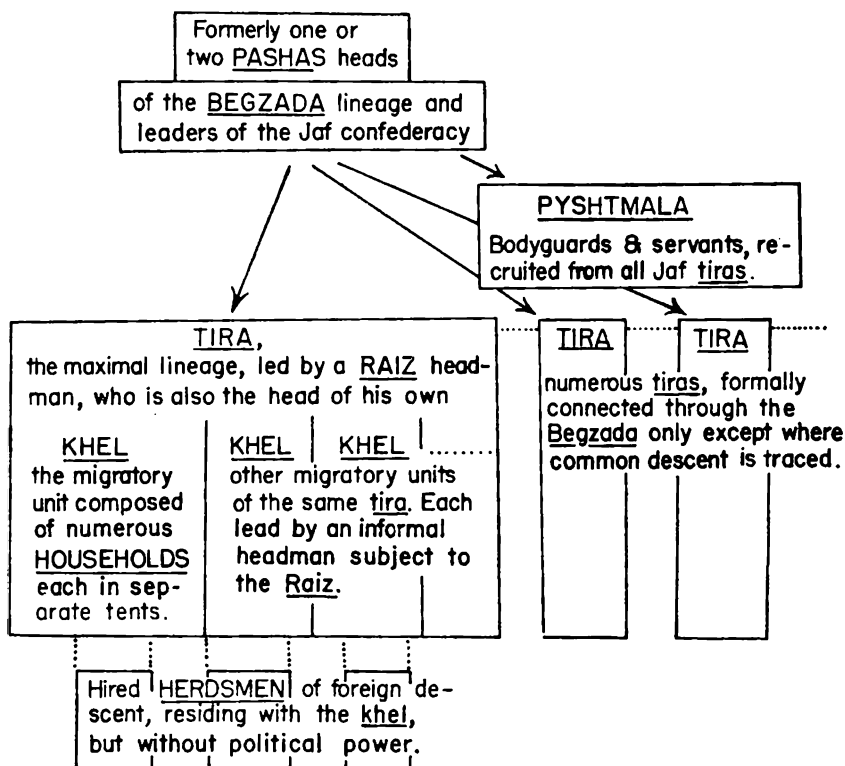 Formerly one or
two PASHAS heads
of the BEGZADA lineage and
leaders of the Jaf confederacy
PYSHTMALA
Bodyguards & servants, re-
cruited from all Jaf tiras.
TIRA,
the maximal lineage, led by a RAIZ head-
man, who is also the head of his own
KHEL
the migratory
unit composed
of numerous
HOUSEHOLDS
each in sep-
arate tents.
KHEL KHEL
other migratory units
of the same tira. Each
lead by an informal
headman subject to
the Raiz.
TIRA TIRA
numerous tiras, formally
connected through the
Begzada only except where
common descent is traced.
Hired HERDSMEN of foreign de-
scent, residing with the khel,
but without political power.